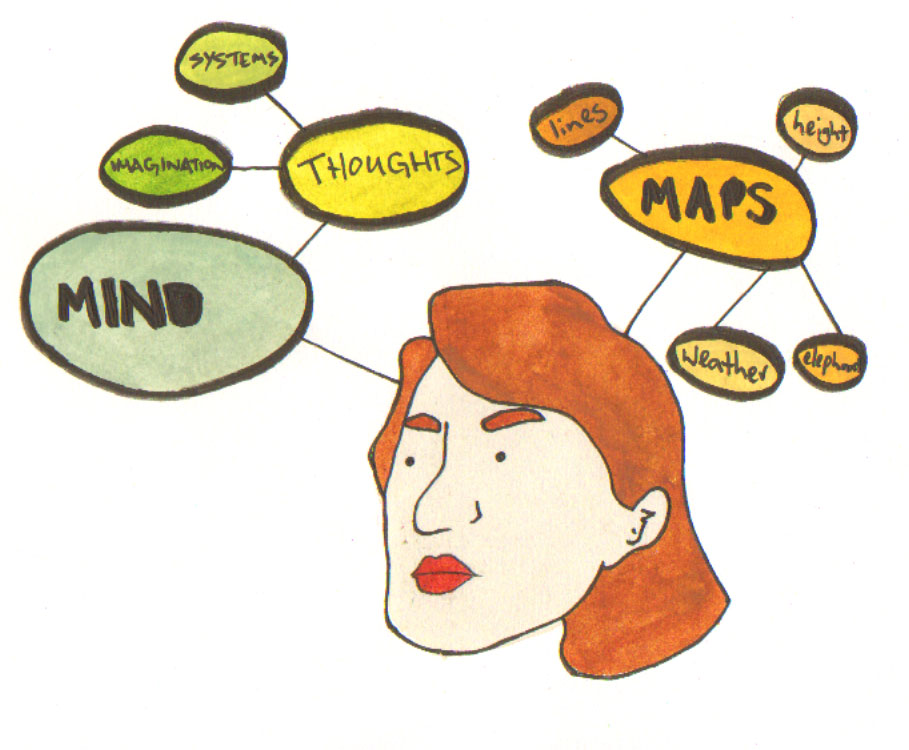 SYSTEMS
IMAGINATION
THOUGHTS
MIND
lines
height
MAPS
weather
elephant